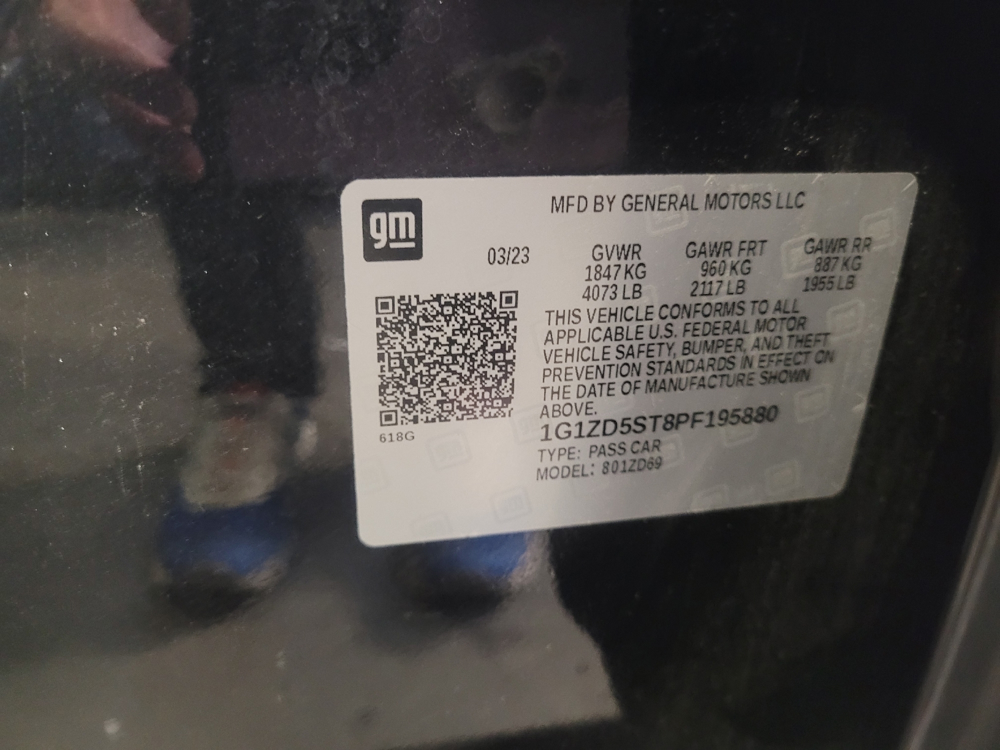 gm
MFD BY GENERAL MOTORS LLC
03/23
GVWR GAWR FRT GAWR RR
1847 KG 960 KG 887 KG
4073 LB 2117 LB 1955 LB
THIS VEHICLE CONFORMS TO ALL
APPLICABLE U.S. FEDERAL MOTOR
VEHICLE SAFETY, BUMPER, AND THEFT
PREVENTION STANDARDS IN EFFECT ON
THE DATE OF MANUFACTURE SHOWN
ABOVE.
618G
1G1ZD5ST8PF195880
TYPE: PASS CAR
MODEL: 801ZD69